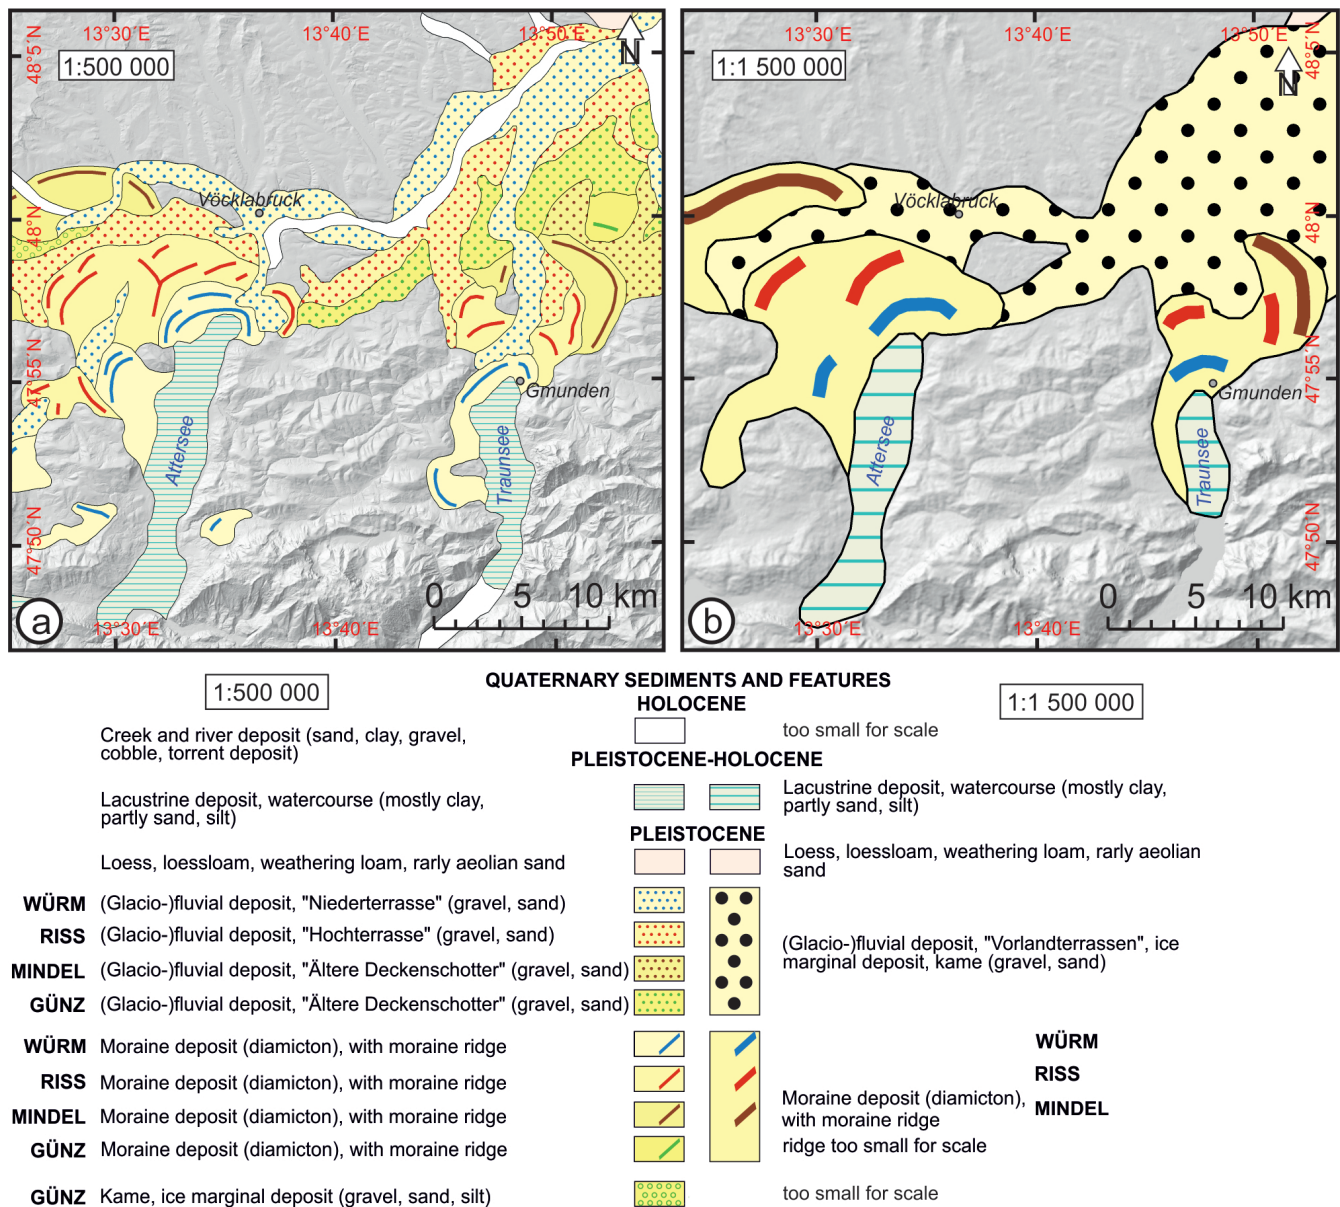 13°30´E
13°40´E
13°50´E
48°5´N
1:500 000
N
Vöcklabruck
48°N
47°55´N
Gmunden
Attersee
Traunsee
47°50´N
0 5 10 km
a
13°30´E
13°40´E
13°30´E
13°40´E
13°50´E
48°5´N
1:1 500 000
N
Vöcklabruck
48°N
47°55´N
Gmunden
Attersee
Traunsee
47°50´N
0 5 10 km
b
13°30´E
13°40´E
1:500 000
QUATERNARY SEDIMENTS AND FEATURES
1:1 500 000
HOLOCENE
Creek and river deposit (sand, clay, gravel,
cobble, torrent deposit)
too small for scale
PLEISTOCENE-HOLOCENE
Lacustrine deposit, watercourse (mostly clay,
partly sand, silt)
Lacustrine deposit, watercourse (mostly clay,
partly sand, silt)
PLEISTOCENE
Loess, loessloam, weathering loam, rarly aeolian sand
Loess, loessloam, weathering loam, rarly aeolian
sand
WÜRM (Glacio-)fluvial deposit, "Niederterrasse" (gravel, sand)
RISS (Glacio-)fluvial deposit, "Hochterrasse" (gravel, sand)
MINDEL (Glacio-)fluvial deposit, "Ältere Deckenschotter" (gravel, sand)
GÜNZ (Glacio-)fluvial deposit, "Ältere Deckenschotter" (gravel, sand)
(Glacio-)fluvial deposit, "Vorlandterrassen", ice
marginal deposit, kame (gravel, sand)
WÜRM Moraine deposit (diamicton), with moraine ridge
RISS Moraine deposit (diamicton), with moraine ridge
MINDEL Moraine deposit (diamicton), with moraine ridge
GÜNZ Moraine deposit (diamicton), with moraine ridge
WÜRM
RISS
MINDEL
Moraine deposit (diamicton),
with moraine ridge
ridge too small for scale
GÜNZ Kame, ice marginal deposit (gravel, sand, silt)
too small for scale